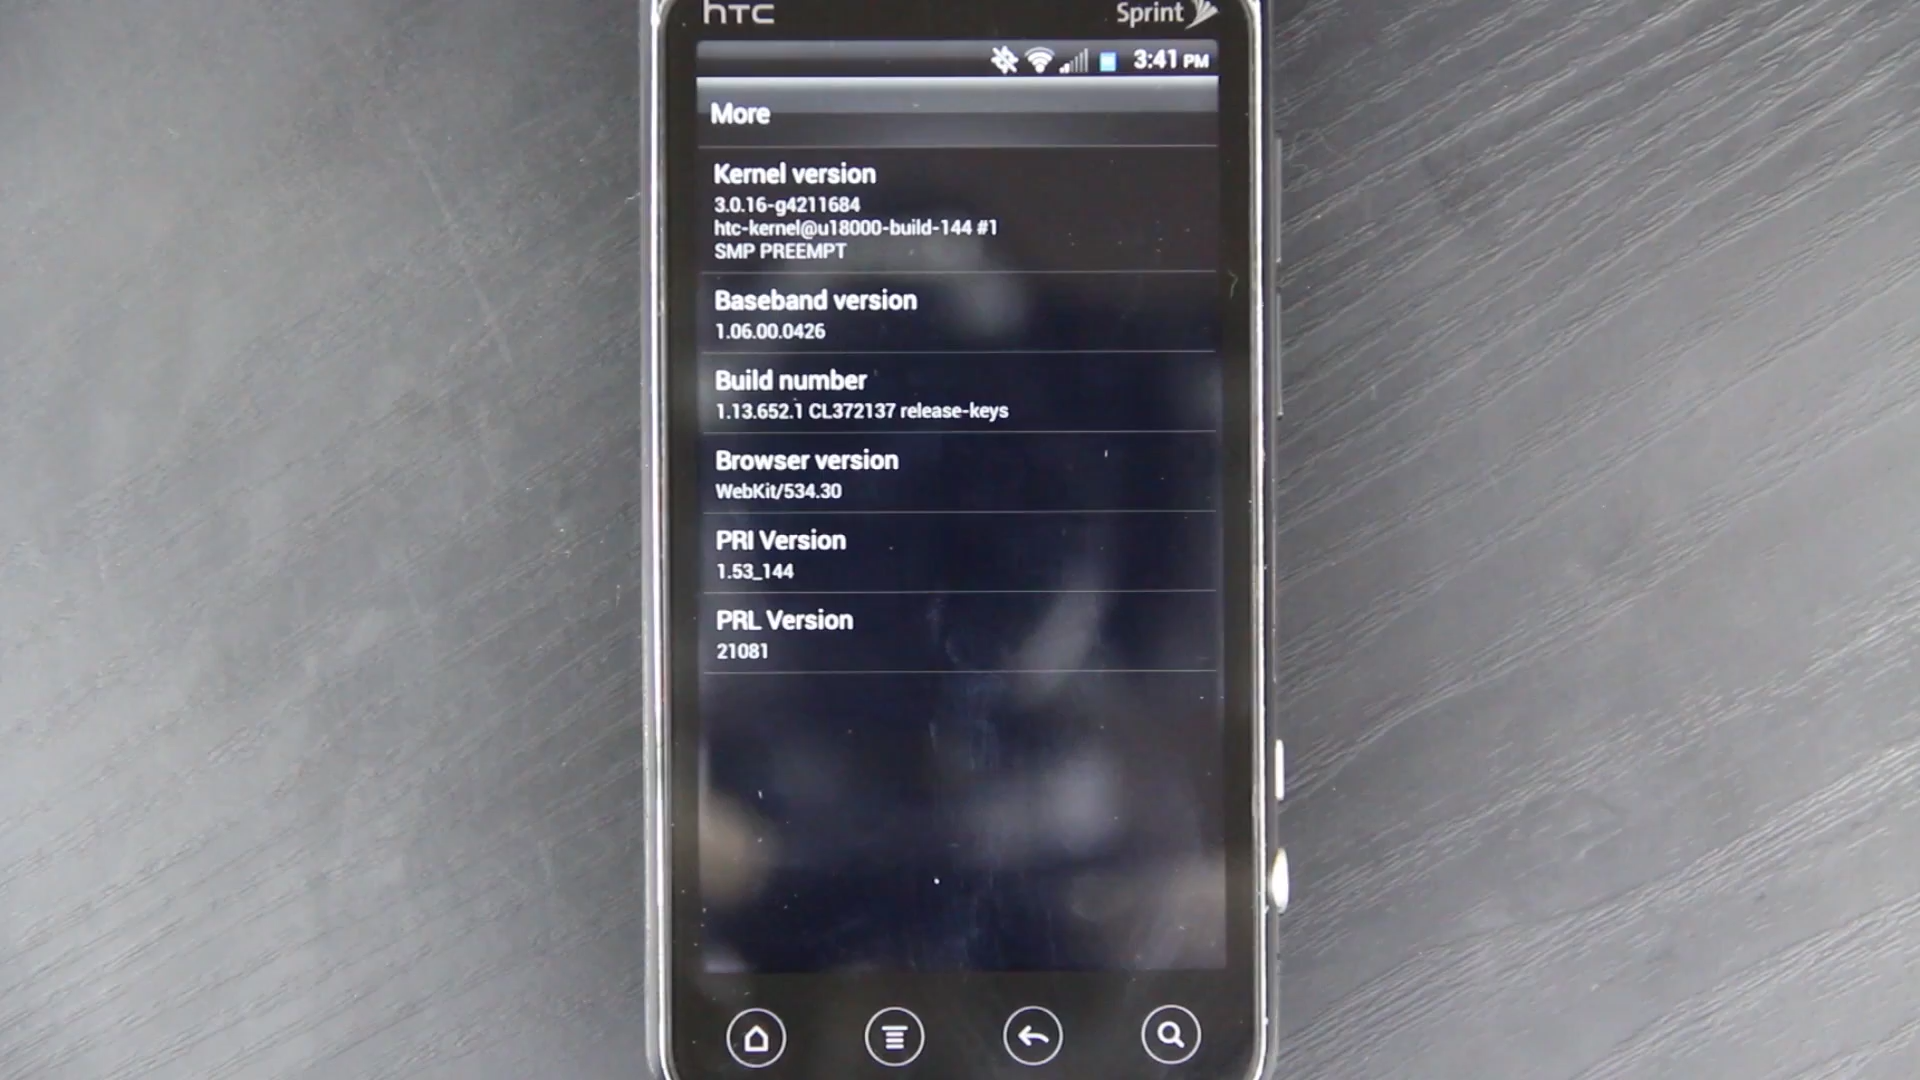 hTC
Sprint
3:41 PM
More
Kernel version
3.0.16-g4211684
htc-kernel@u18000-build-144 #1
SMP PREEMPT
Baseband version
1.06.00.0426
Build number
1.13.652.1 CL372137 release-keys
Browser version
WebKit/534.30
PRI Version
1.53_144
PRL Version
21081